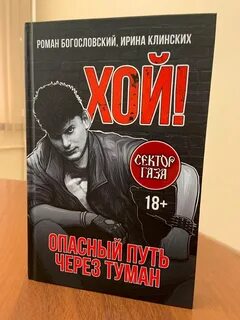 РОМАН БОГОСЛОВСКИЙ, ИРИНА КЛИНСКИХ
ХОЙ!
СЕКТОР
ГАЗА
18+
ОПАСНЫЙ ПУТЬ
ЧЕРЕЗ ТУМАН